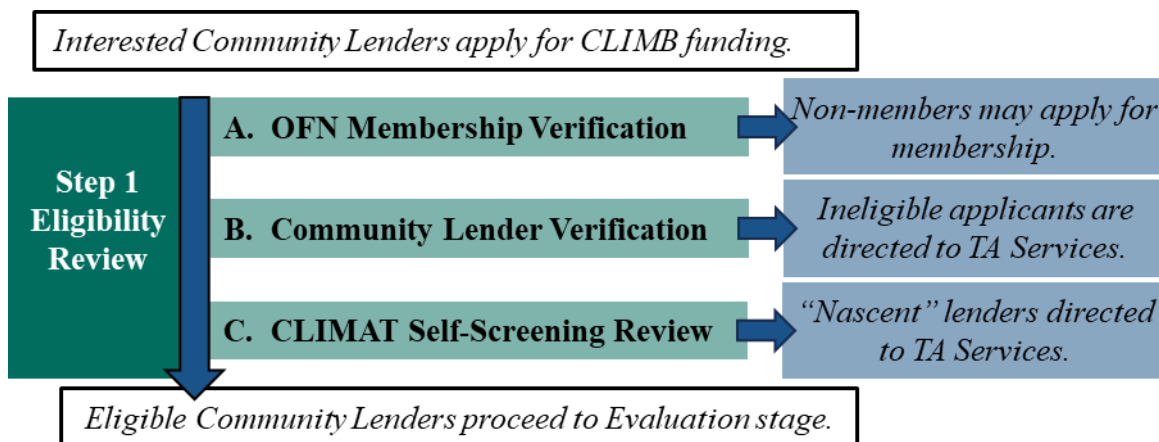 Interested Community Lenders apply for CLIMB funding.
Step 1
Eligibility
Review
A. OFN Membership Verification
Non-members may apply for
membership.
B. Community Lender Verification
Ineligible applicants are
directed to TA Services.
C. CLIMAT Self-Screening Review
“Nascent” lenders directed
to TA Services.
Eligible Community Lenders proceed to Evaluation stage.